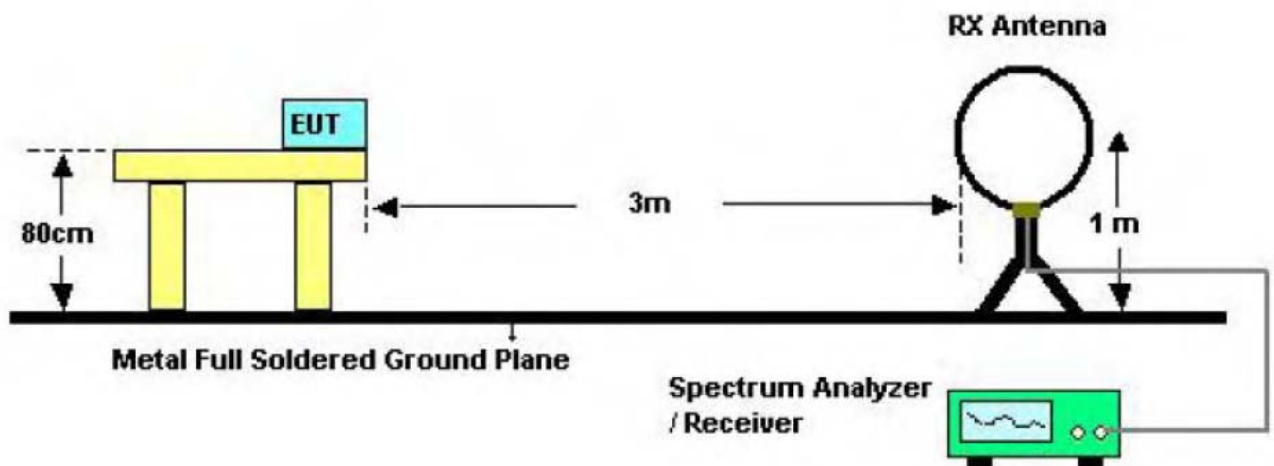 RX Antenna
EUT
80cm
3m
1 m
Metal Full Soldered Ground Plane
Spectrum Analyzer
/ Receiver